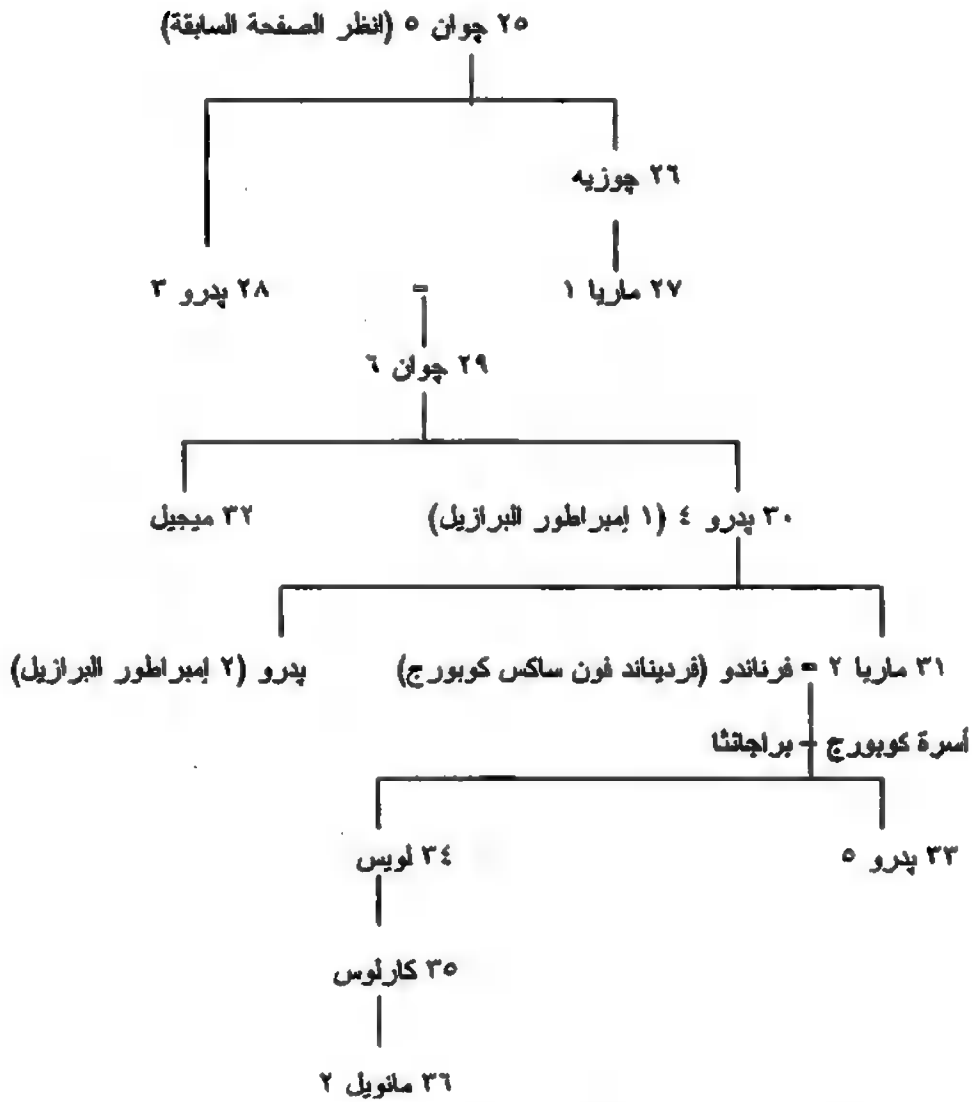 ٢٥ چوان ٥ (انظر الصفحة السابقة)
٢٦ چوزيه
٢٧ ماريا ١ = ٢٨ پدرو ٣
٢٩ چوان ٦
٣٠ پدرو ٤ (١ إمبراطور البرازيل) ٣٢ ميجيل
٣١ ماريا ٢ = فرناندو (فرديناند فون ساكس كوبورج) پدرو (٢ إمبراطور البرازيل)
أسرة كوبورج - براجانثا
٣٣ پدرو ٥ ٣٤ لويس
٣٥ كارلوس
٣٦ مانويل ٢